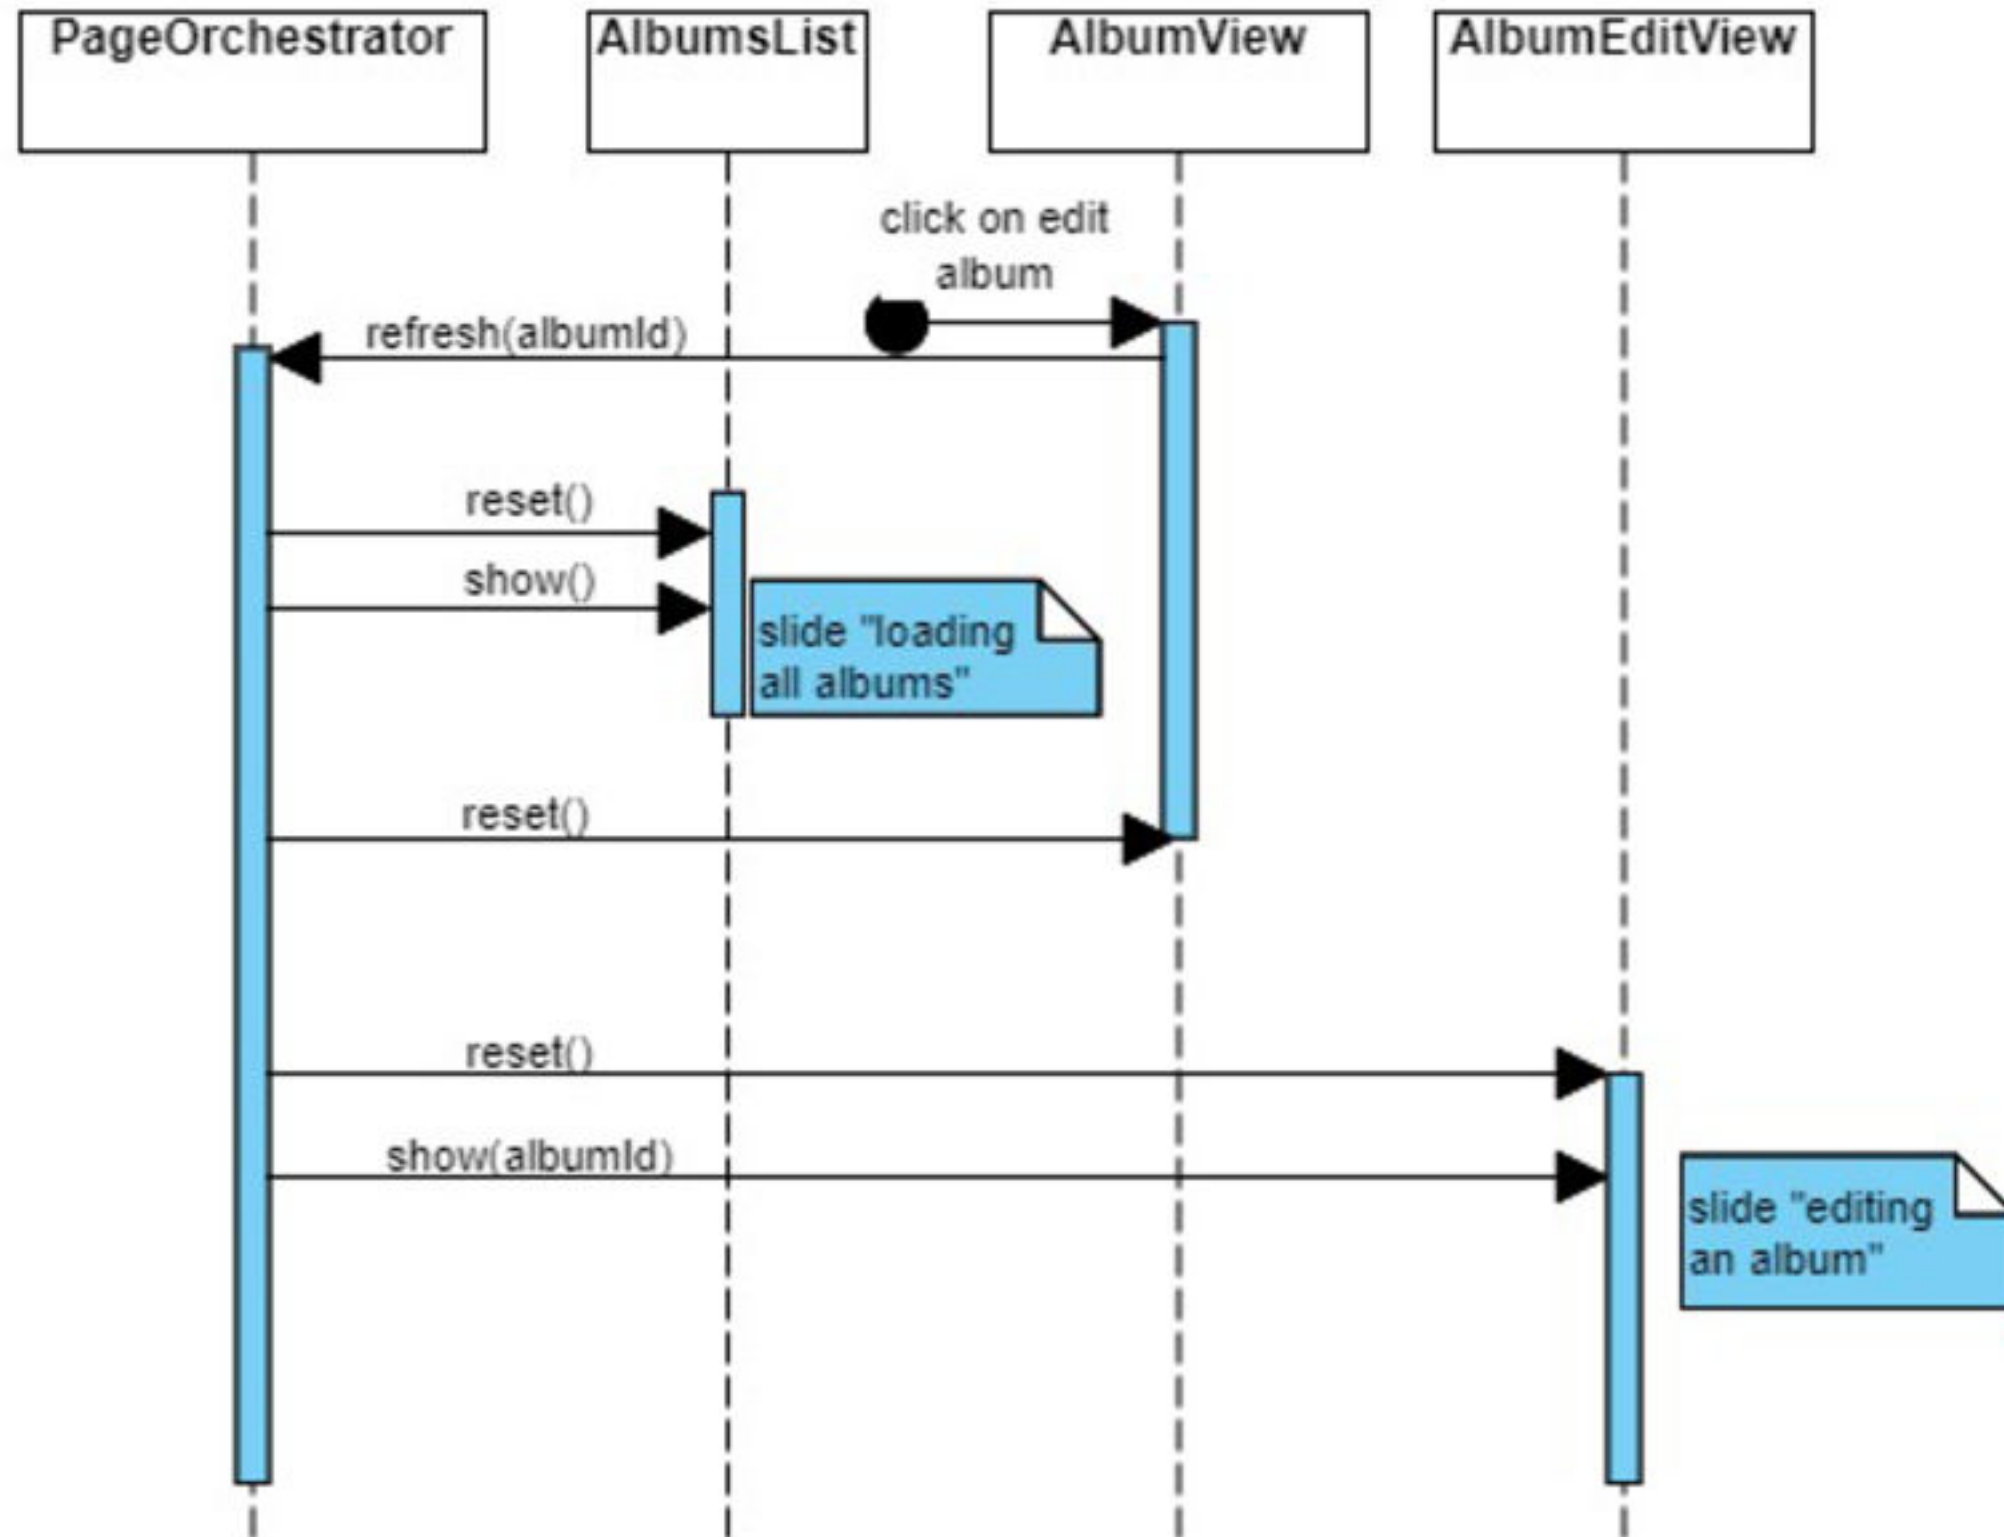 PageOrchestrator
AlbumsList
AlbumView
AlbumEditView
click on edit
album
refresh(albumId)
reset()
show()
slide "loading
all albums"
reset()
reset()
show(albumId)
slide "editing
an album"